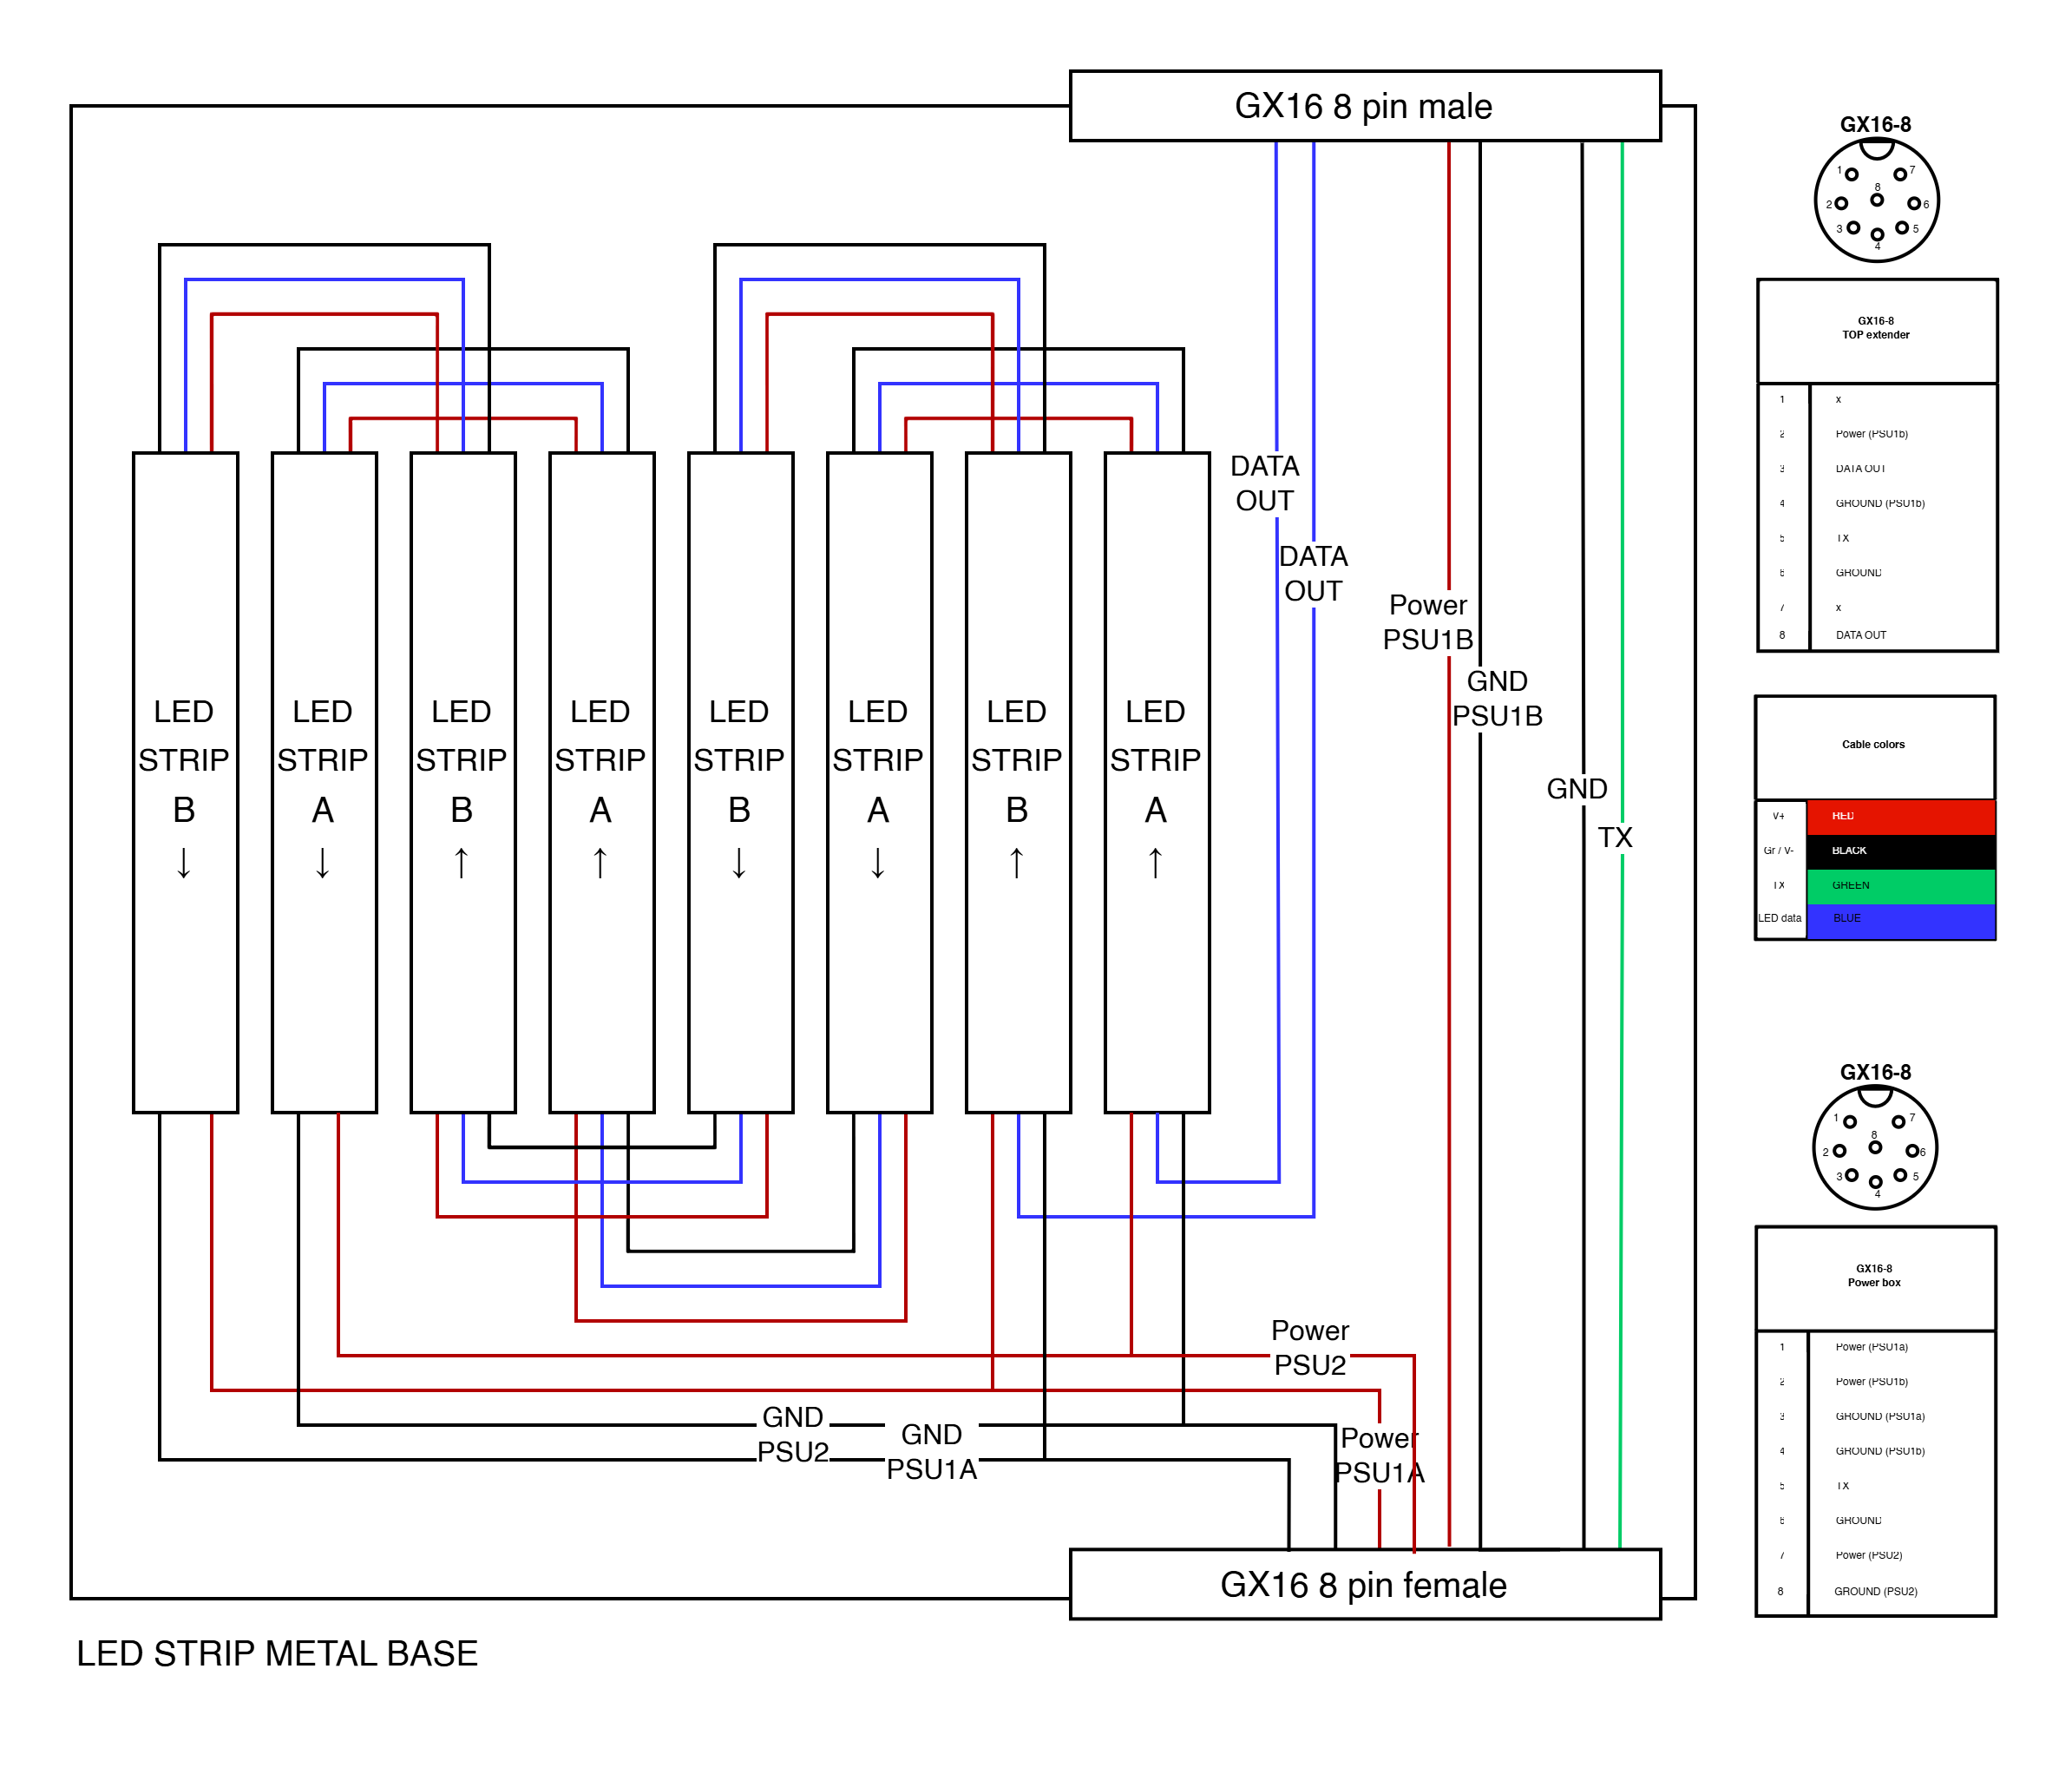 GX16 8 pin male
LED
STRIP
B
↓
LED
STRIP
A
↓
LED
STRIP
B
↑
LED
STRIP
A
↑
LED
STRIP
B
↓
LED
STRIP
A
↓
LED
STRIP
B
↑
LED
STRIP
A
↑
DATA
OUT
DATA
OUT
Power
PSU1B
GND
PSU1B
GND
TX
Power
PSU2
GND
PSU2
GND
PSU1A
Power
PSU1A
GX16 8 pin female
LED STRIP METAL BASE
GX16-8
1 7
8
2 6
3 5
4
GX16-8
TOP extender
1 x
2 Power (PSU1b)
3 DATA OUT
4 GROUND (PSU1b)
5 TX
6 GROUND
7 x
8 DATA OUT
Cable colors
V+ RED
Gr / V- BLACK
TX GREEN
LED data BLUE
GX16-8
1 7
8
2 6
3 5
4
GX16-8
Power box
1 Power (PSU1a)
2 Power (PSU1b)
3 GROUND (PSU1a)
4 GROUND (PSU1b)
5 TX
6 GROUND
7 Power (PSU2)
8 GROUND (PSU2)